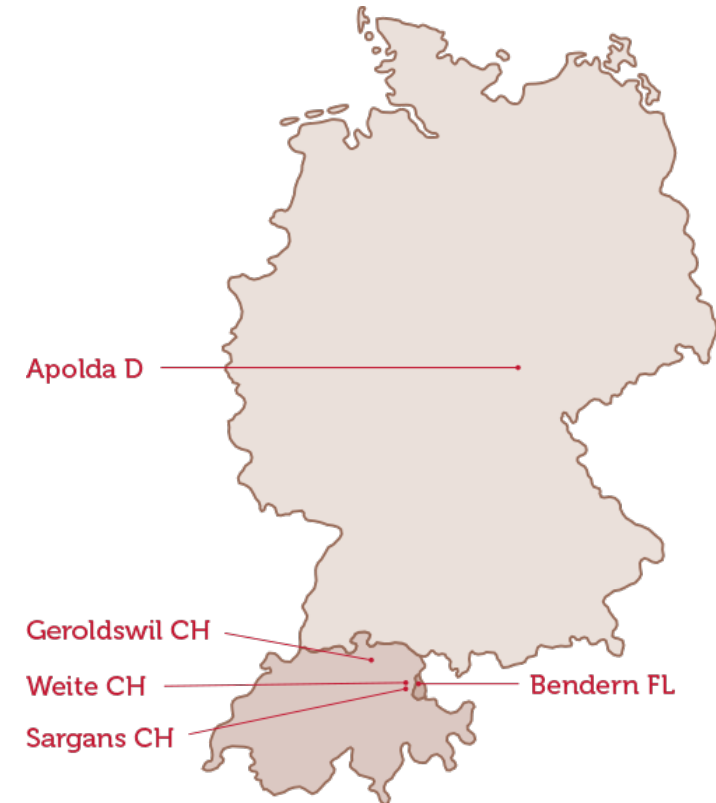 Apolda D
Geroldswil CH
Weite CH
Bendern FL
Sargans CH